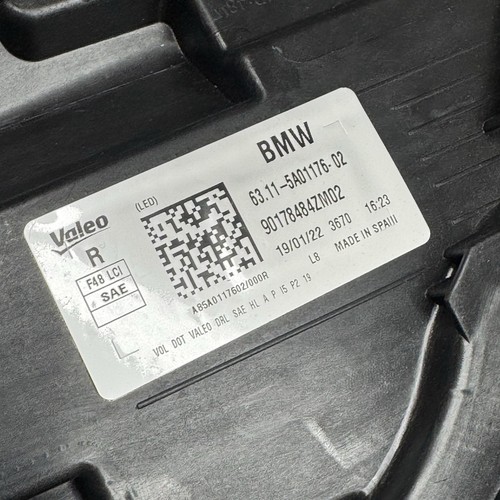 BMW
(LED)
63.11-5A01176-02
90178484ZM02
19/01/22 3670 16:23
L8 MADE IN SPAIN
Valeo
R
F48 LCI
SAE
A85A0117602/000R
VOL DOT VALEO DRL SAE HL A P I5 P2 19